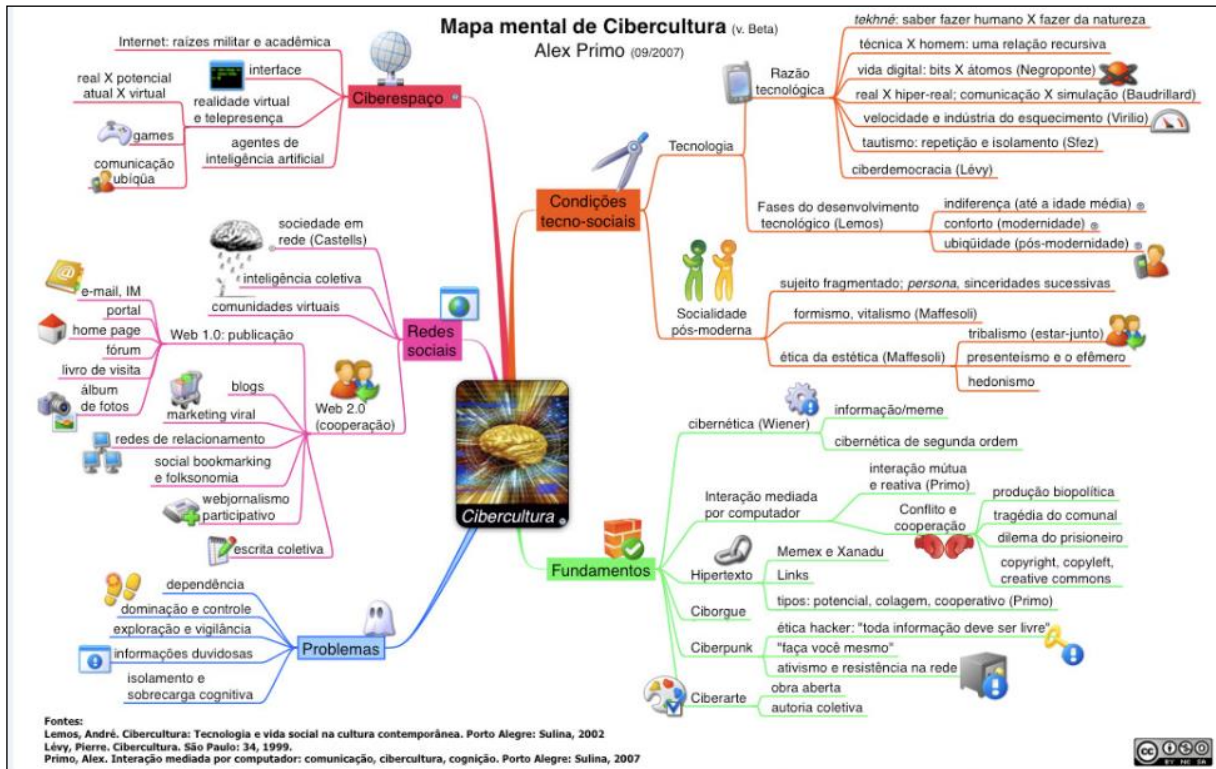 Mapa mental de Cibercultura (v. Beta)
Alex Primo (09/2007)
Cibercultura
Ciberespaço
Internet: raízes militar e acadêmica
interface
realidade virtual
e telepresença
real X potencial
atual X virtual
games
comunicação
ubíqüa
agentes de
inteligência artificial
Redes
sociais
sociedade em
rede (Castells)
inteligência coletiva
comunidades virtuais
Web 2.0
(cooperação)
Web 1.0: publicação
e-mail, IM
portal
home page
fórum
livro de visita
álbum
de fotos
blogs
marketing viral
redes de relacionamento
social bookmarking
e folksonomia
webjornalismo
participativo
escrita coletiva
Problemas
dependência
dominação e controle
exploração e vigilância
informações duvidosas
isolamento e
sobrecarga cognitiva
Condições
tecno-sociais
Tecnologia
Razão
tecnológica
tekhné: saber fazer humano X fazer da natureza
técnica X homem: uma relação recursiva
vida digital: bits X átomos (Negroponte)
real X hiper-real; comunicação X simulação (Baudrillard)
velocidade e indústria do esquecimento (Virilio)
tautismo: repetição e isolamento (Sfez)
ciberdemocracia (Lévy)
Fases do desenvolvimento
tecnológico (Lemos)
indiferença (até a idade média)
conforto (modernidade)
ubiqüidade (pós-modernidade)
Socialidade
pós-moderna
sujeito fragmentado; persona, sinceridades sucessivas
formismo, vitalismo (Maffesoli)
ética da estética (Maffesoli)
tribalismo (estar-junto)
presenteísmo e o efêmero
hedonismo
Fundamentos
cibernética (Wiener)
informação/meme
cibernética de segunda ordem
Interação mediada
por computador
interação mútua
e reativa (Primo)
Conflito e
cooperação
produção biopolítica
tragédia do comunal
dilema do prisioneiro
copyright, copyleft,
creative commons
Hipertexto
Memex e Xanadu
Links
tipos: potencial, colagem, cooperativo (Primo)
Ciborgue
Ciberpunk
ética hacker: "toda informação deve ser livre"
"faça você mesmo"
ativismo e resistência na rede
Ciberarte
obra aberta
autoria coletiva
Fontes:
Lemos, André. Cibercultura: Tecnologia e vida social na cultura contemporânea. Porto Alegre: Sulina, 2002
Lévy, Pierre. Cibercultura. São Paulo: 34, 1999.
Primo, Alex. Interação mediada por computador: comunicação, cibercultura, cognição. Porto Alegre: Sulina, 2007
cc
BY NC SA